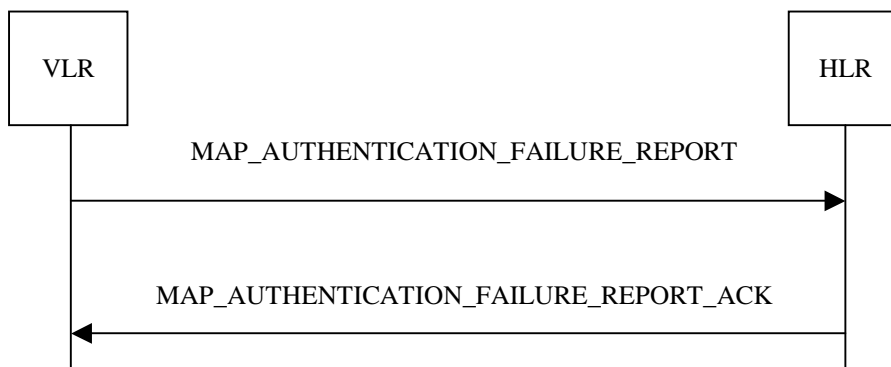 VLR
HLR
MAP_AUTHENTICATION_FAILURE_REPORT
MAP_AUTHENTICATION_FAILURE_REPORT_ACK